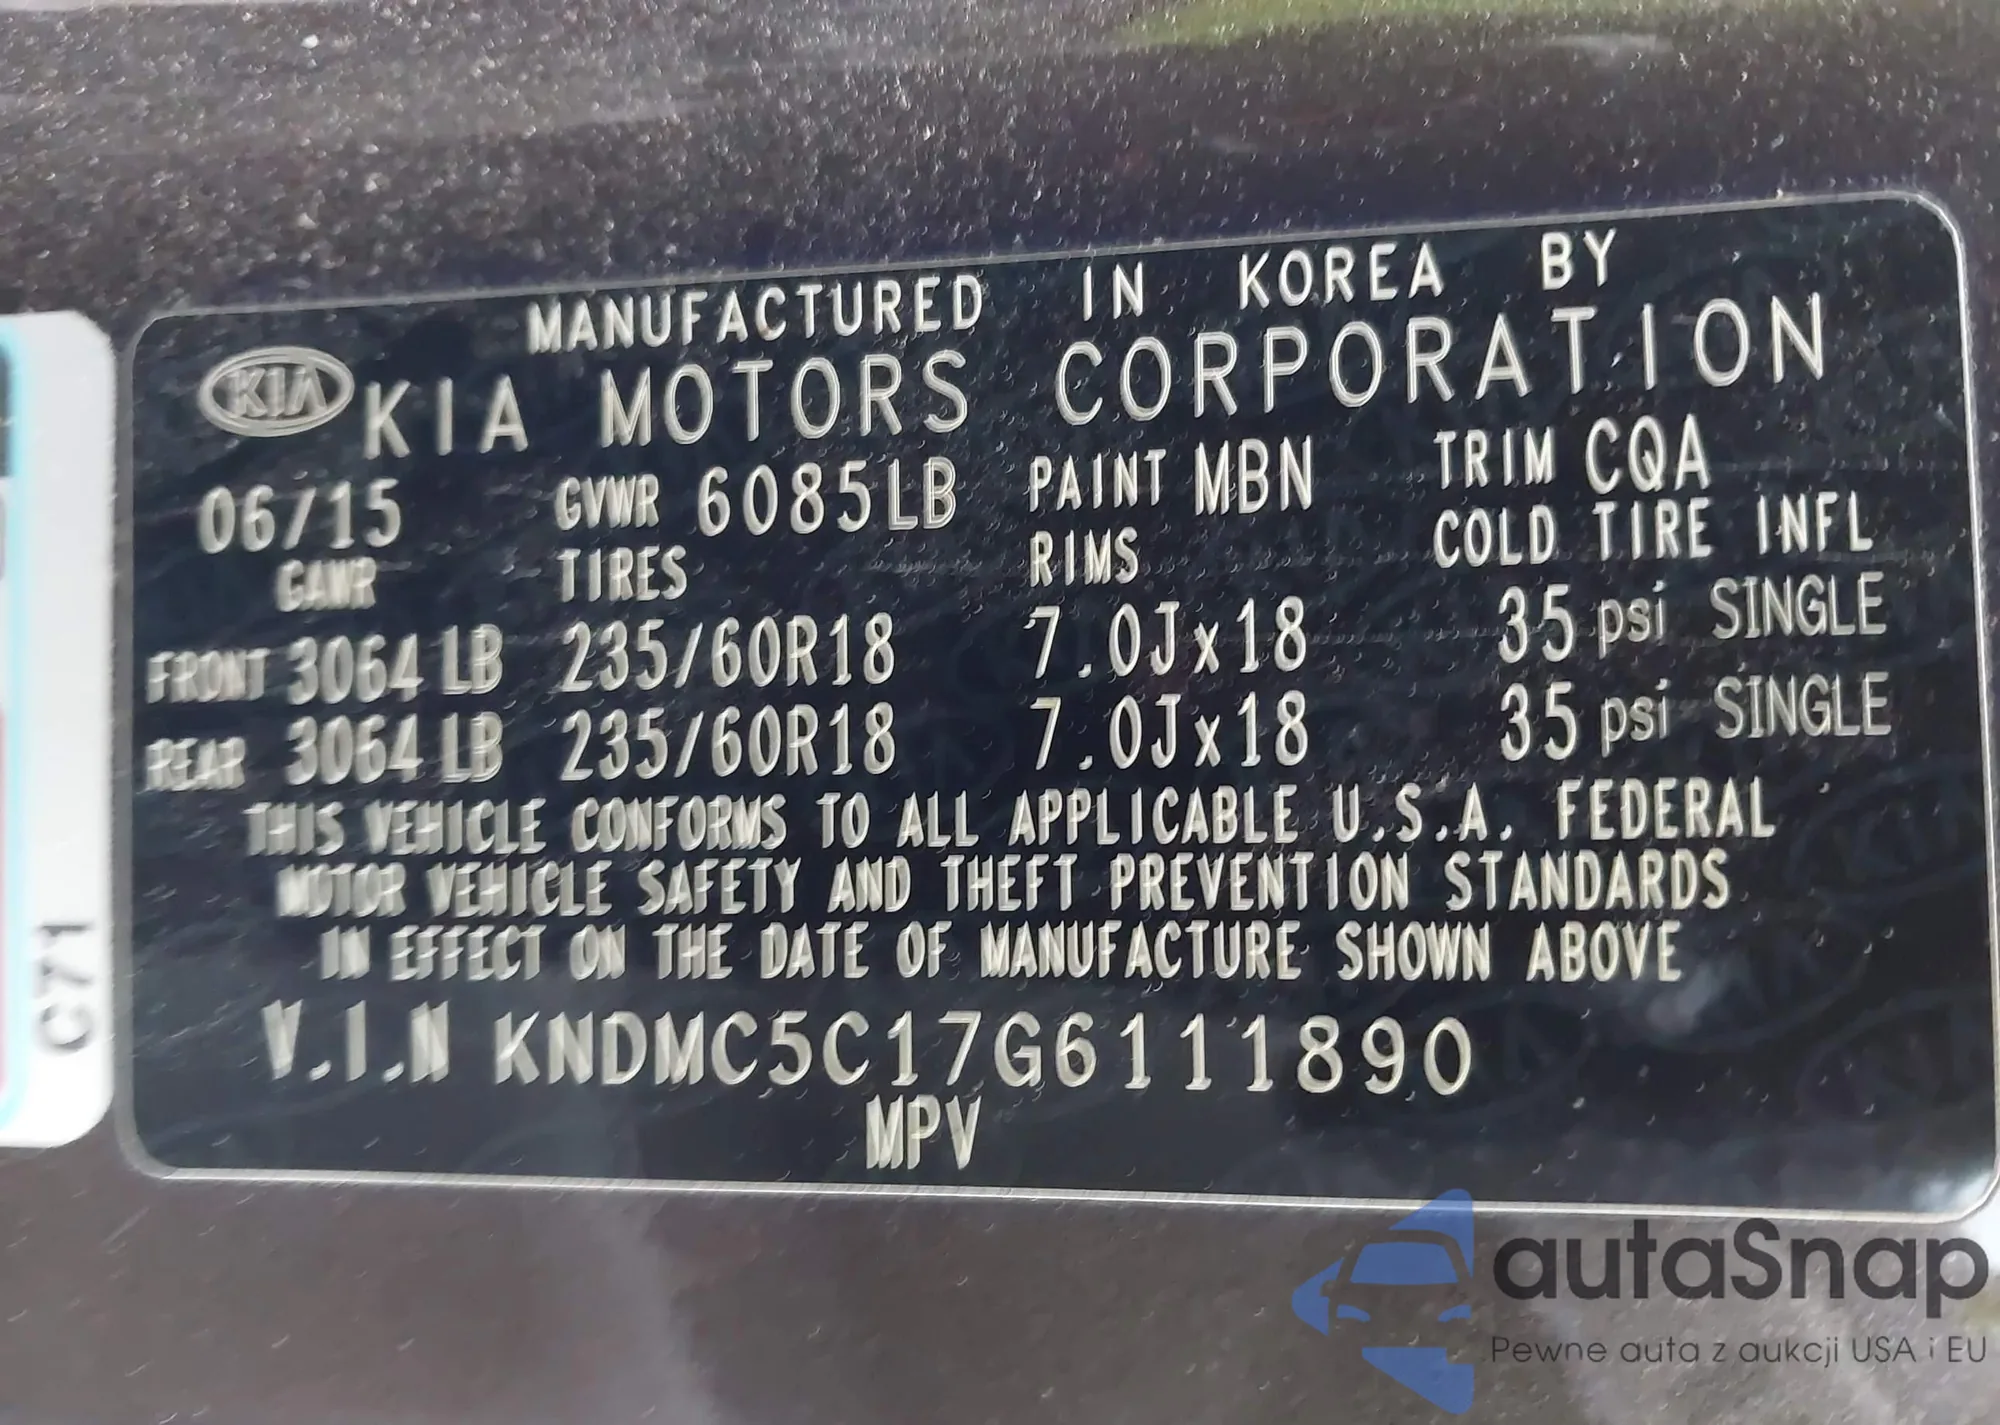 MANUFACTURED IN KOREA BY
KIA KIA MOTORS CORPORATION
06/15 GVWR 6085LB PAINT MBN TRIM CQA
GAWR TIRES RIMS COLD TIRE INFL
FRONT 3064 LB 235/60R18 7.0Jx18 35 psi SINGLE
REAR 3064 LB 235/60R18 7.0Jx18 35 psi SINGLE
THIS VEHICLE CONFORMS TO ALL APPLICABLE U.S.A. FEDERAL
MOTOR VEHICLE SAFETY AND THEFT PREVENTION STANDARDS
IN EFFECT ON THE DATE OF MANUFACTURE SHOWN ABOVE
V.I.N KNDMC5C17G6111890
MPV
C71
autaSnap
Pewne auta z aukcji USA i EU